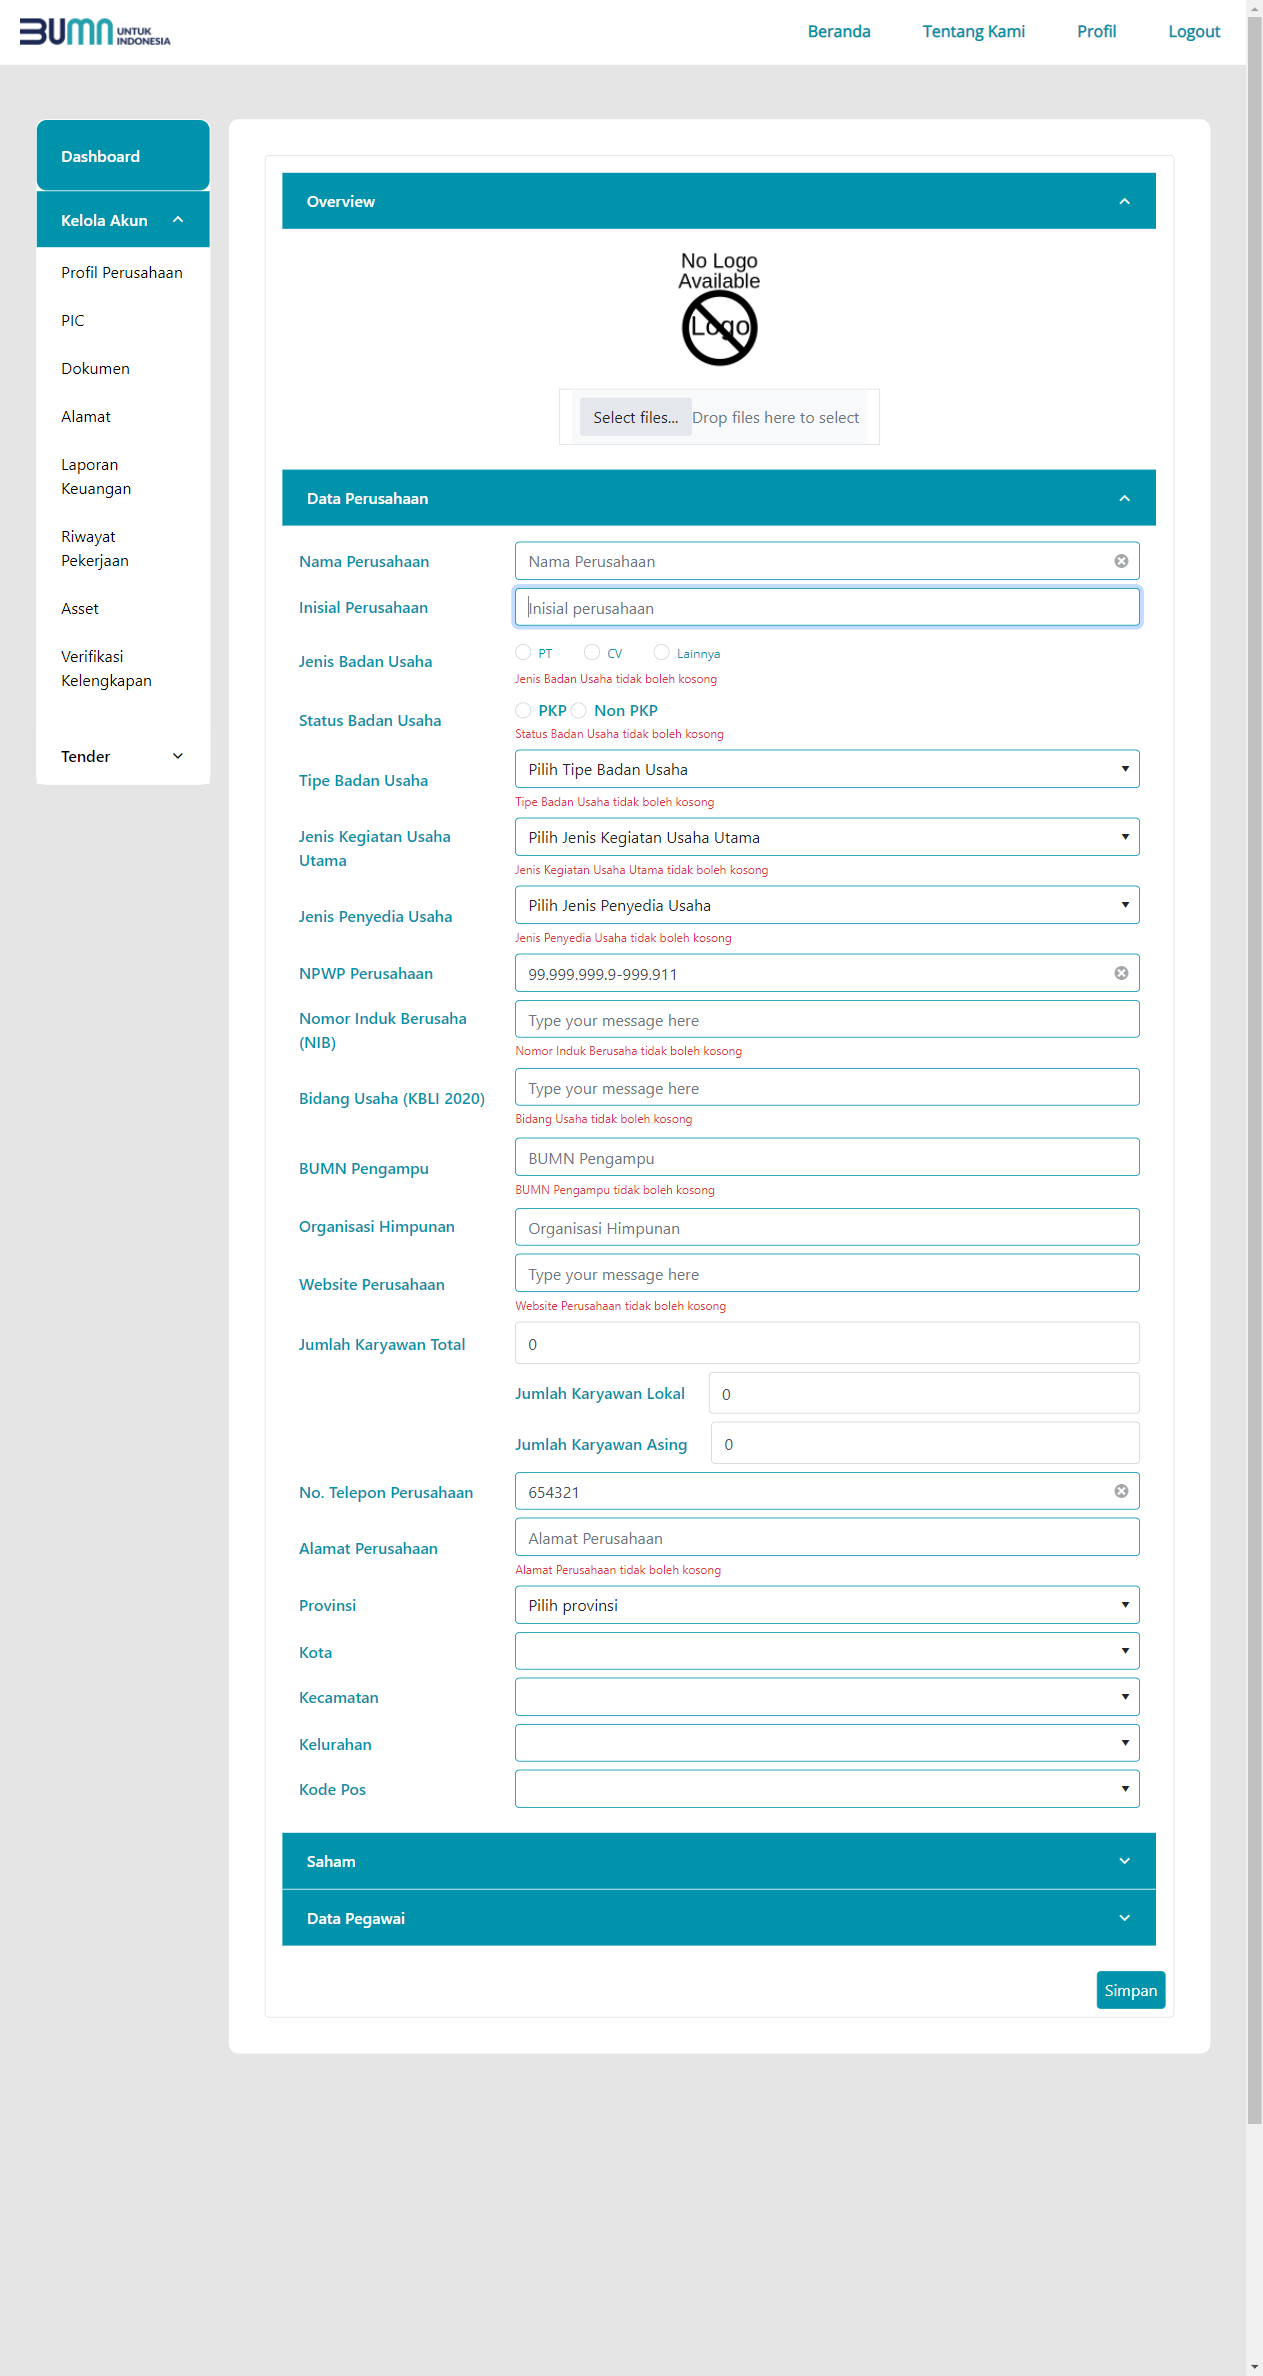 BUMN UNTUK INDONESIA
Beranda Tentang Kami Profil Logout
Dashboard
Kelola Akun
Profil Perusahaan
PIC
Dokumen
Alamat
Laporan
Keuangan
Riwayat
Pekerjaan
Asset
Verifikasi
Kelengkapan
Tender
Overview
No Logo
Available
Logo
Select files... Drop files here to select
Data Perusahaan
Nama Perusahaan Nama Perusahaan
Inisial Perusahaan Inisial perusahaan
Jenis Badan Usaha PT CV Lainnya
Jenis Badan Usaha tidak boleh kosong
Status Badan Usaha PKP Non PKP
Status Badan Usaha tidak boleh kosong
Tipe Badan Usaha Pilih Tipe Badan Usaha
Tipe Badan Usaha tidak boleh kosong
Jenis Kegiatan Usaha
Utama
Pilih Jenis Kegiatan Usaha Utama
Jenis Kegiatan Usaha Utama tidak boleh kosong
Jenis Penyedia Usaha Pilih Jenis Penyedia Usaha
Jenis Penyedia Usaha tidak boleh kosong
NPWP Perusahaan 99.999.999.9-999.911
Nomor Induk Berusaha
(NIB)
Type your message here
Nomor Induk Berusaha tidak boleh kosong
Bidang Usaha (KBLI 2020) Type your message here
Bidang Usaha tidak boleh kosong
BUMN Pengampu BUMN Pengampu
BUMN Pengampu tidak boleh kosong
Organisasi Himpunan Organisasi Himpunan
Website Perusahaan Type your message here
Website Perusahaan tidak boleh kosong
Jumlah Karyawan Total 0
Jumlah Karyawan Lokal 0
Jumlah Karyawan Asing 0
No. Telepon Perusahaan 654321
Alamat Perusahaan Alamat Perusahaan
Alamat Perusahaan tidak boleh kosong
Provinsi Pilih provinsi
Kota
Kecamatan
Kelurahan
Kode Pos
Saham
Data Pegawai
Simpan